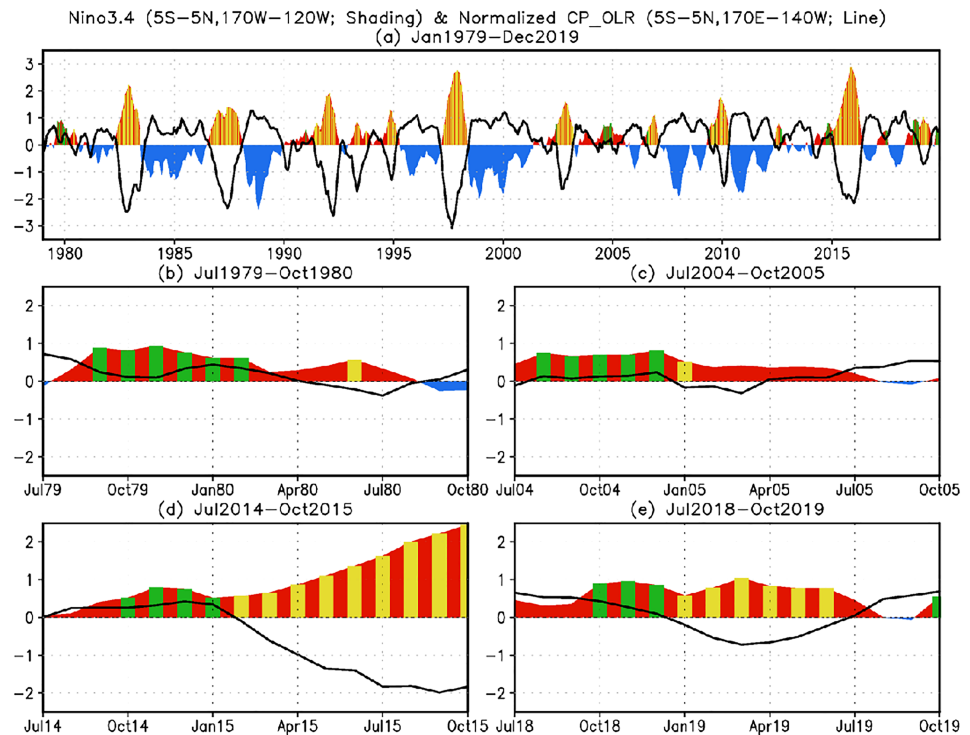 Nino3.4 (5S-5N,170W-120W; Shading) & Normalized CP_OLR (5S-5N,170E-140W; Line)
(a) Jan1979-Dec2019
3
2
1
0
-1
-2
-3
1980 1985 1990 1995 2000 2005 2010 2015
(b) Jul1979-Oct1980
2
1
0
-1
-2
Jul79 Oct79 Jan80 Apr80 Jul80 Oct80
(c) Jul2004-Oct2005
2
1
0
-1
-2
Jul04 Oct04 Jan05 Apr05 Jul05 Oct05
(d) Jul2014-Oct2015
2
1
0
-1
-2
Jul14 Oct14 Jan15 Apr15 Jul15 Oct15
(e) Jul2018-Oct2019
2
1
0
-1
-2
Jul18 Oct18 Jan19 Apr19 Jul19 Oct19